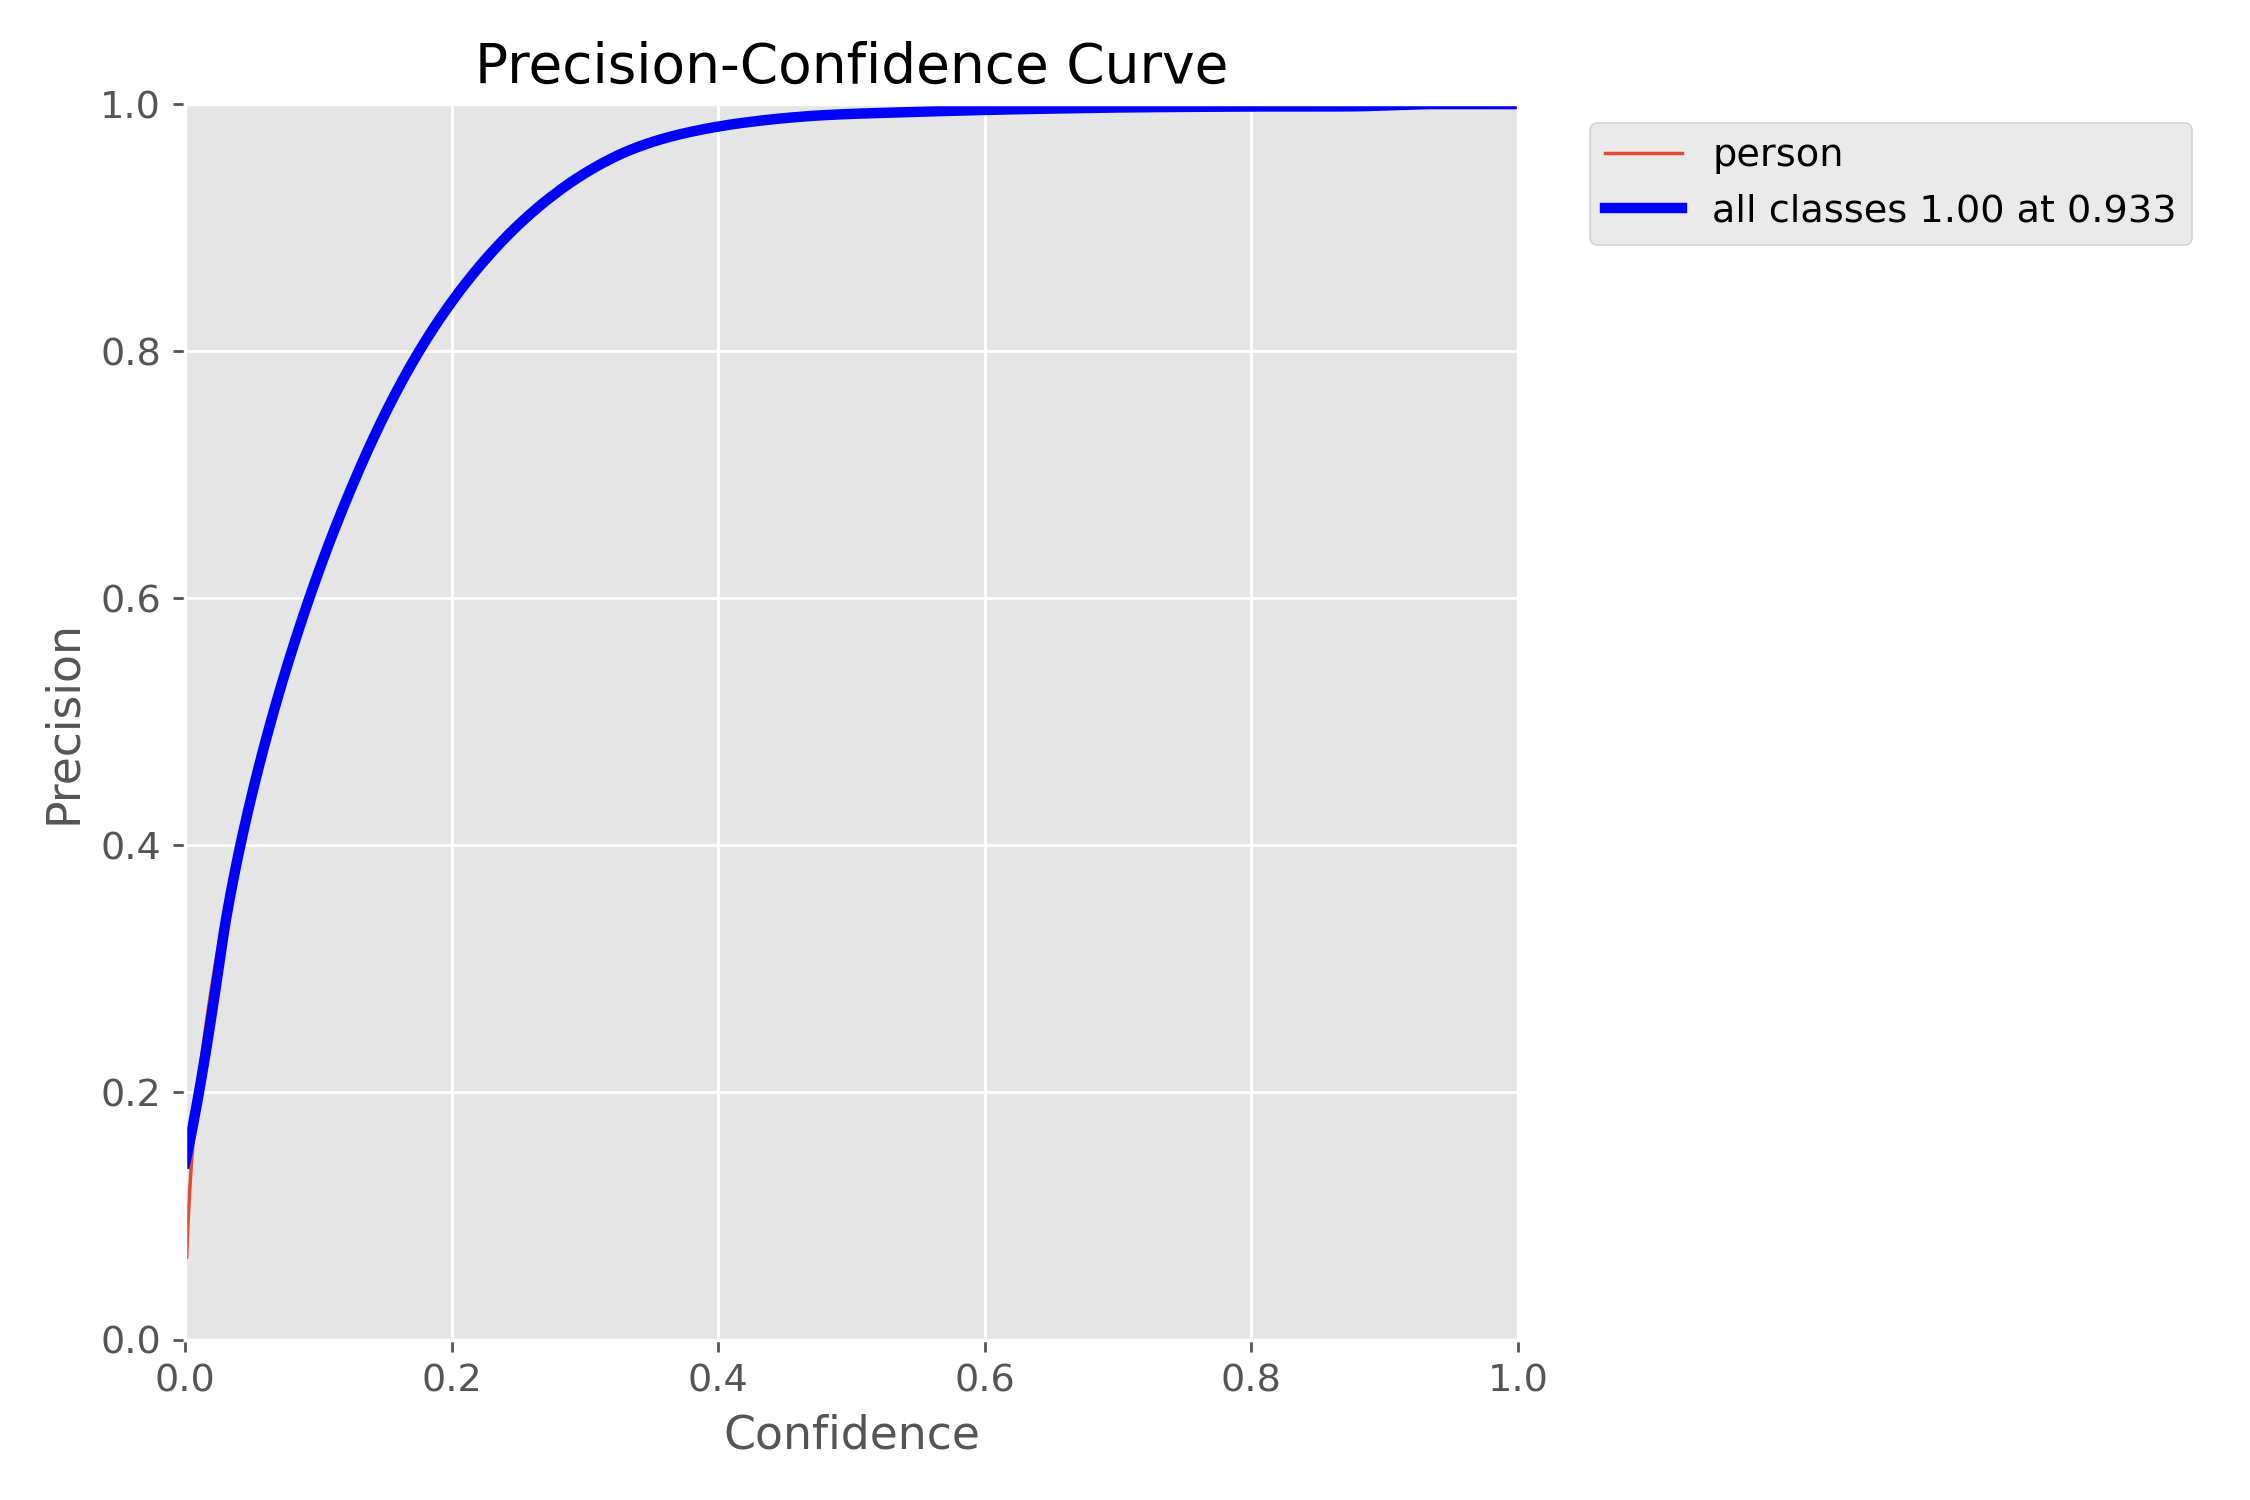 Precision-Confidence Curve
person
all classes 1.00 at 0.933
1.0
0.8
0.6
0.4
0.2
0.0
Precision
0.0 0.2 0.4 0.6 0.8 1.0
Confidence